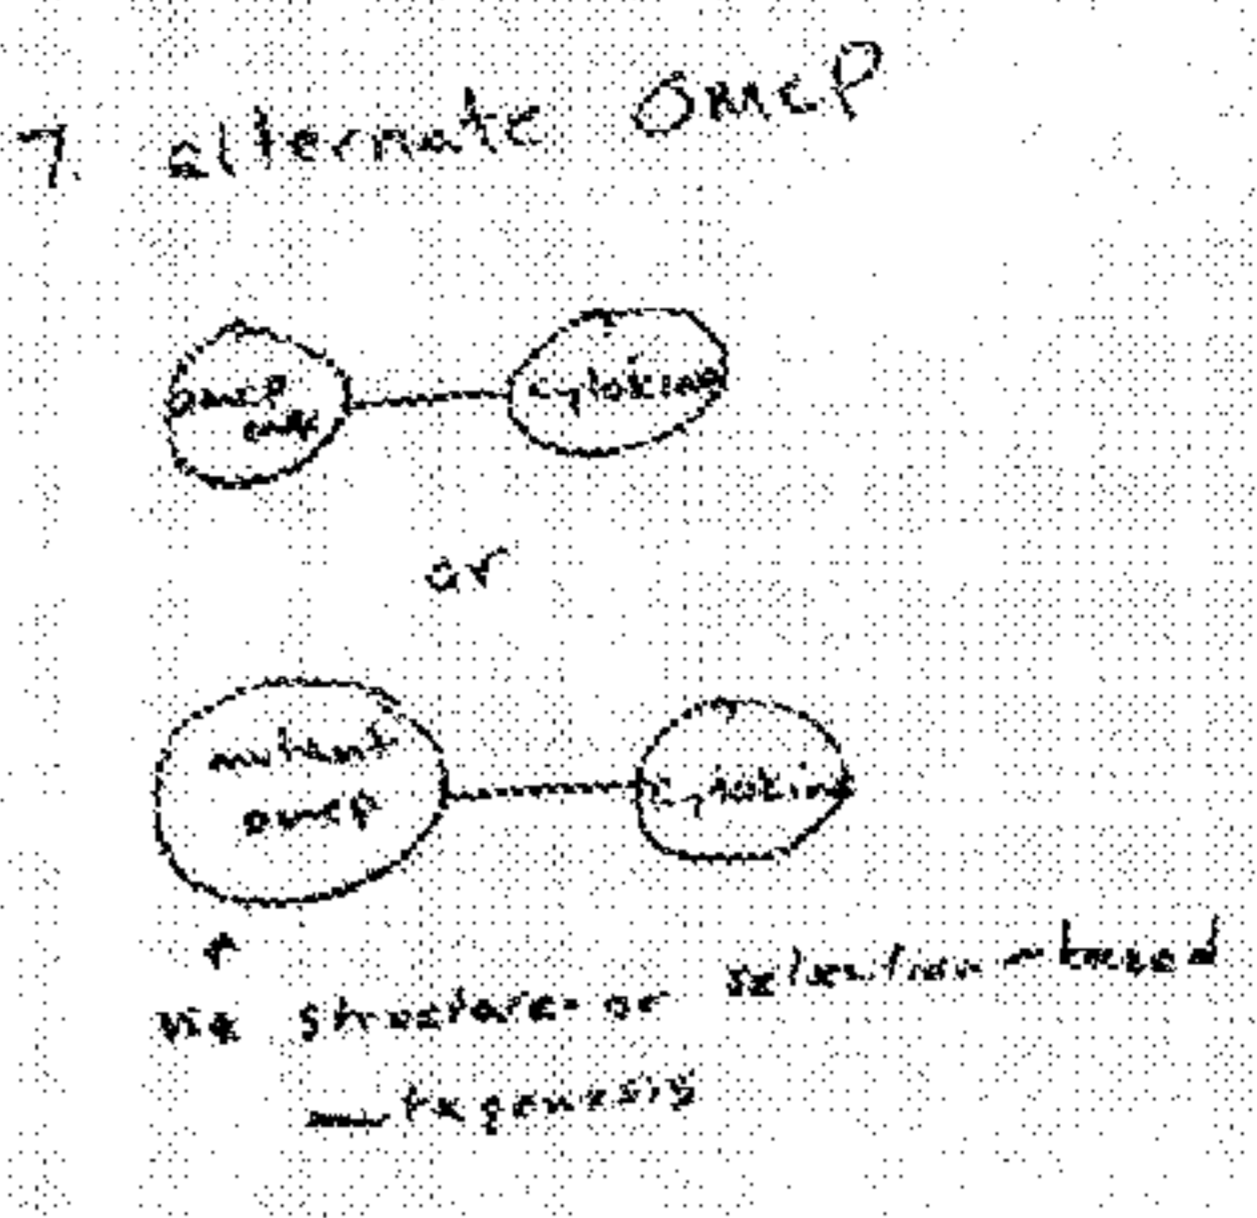 7. alternate OMCP
omcp
cytokine
or
mutant
omcp
cytokine
via structure- or selection-based
mutagenesis